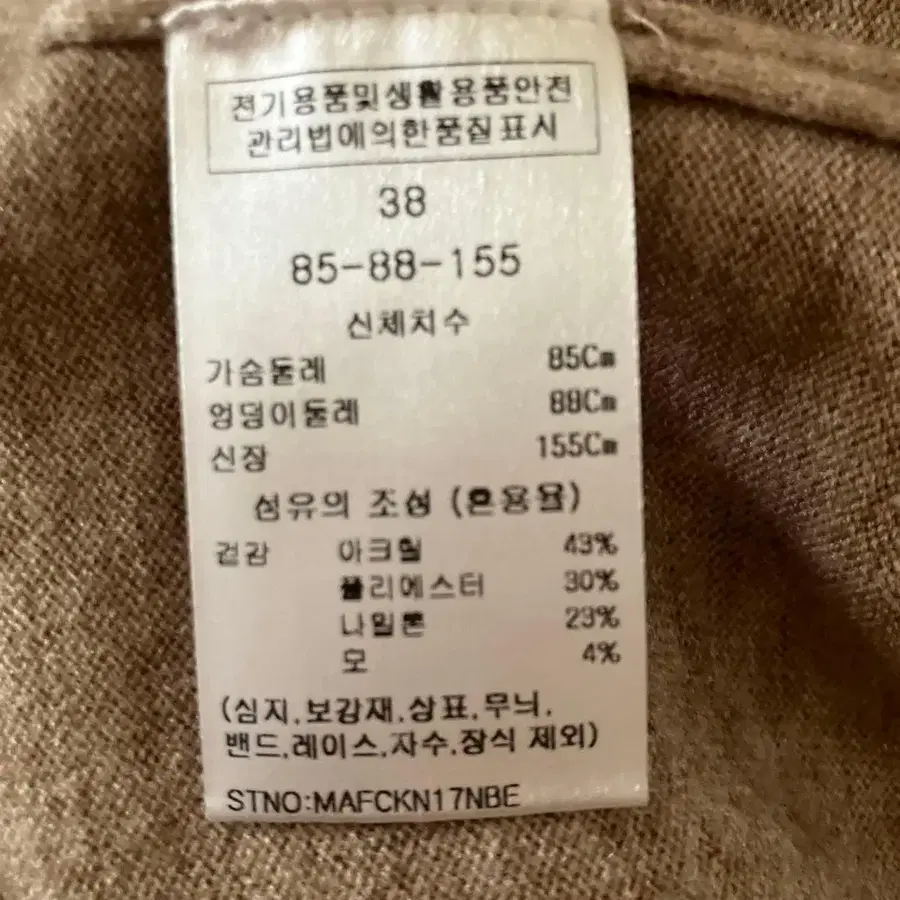 전기용품및생활용품안전
관리법에의한품질표시
38
85-88-155
신체치수
가슴둘레 85Cm
엉덩이둘레 88Cm
신장 155Cm
섬유의 조성 (혼용율)
겉감 아크릴 43%
폴리에스터 30%
나일론 23%
모 4%
(심지,보강재,상표,무늬,
밴드,레이스,자수,장식 제외)
STNO:MAFCKN17NBE